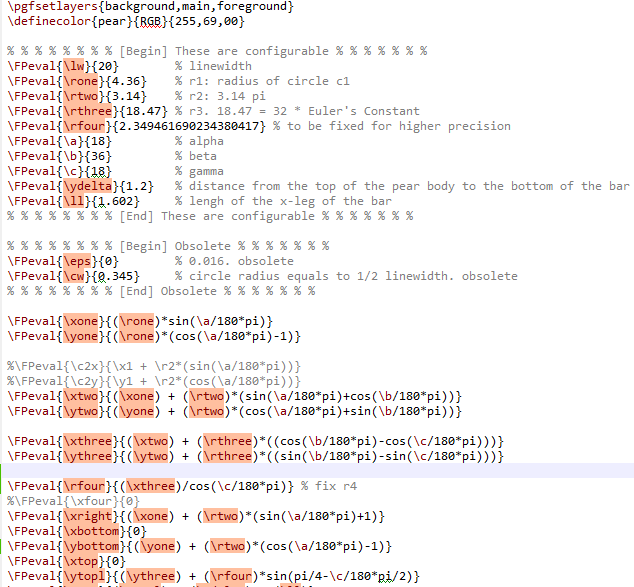 \pgfsetlayers{background,main,foreground}
\definecolor{pear}{RGB}{255,69,00}
% % % % % % % % [Begin] These are configurable % % % % % % %
\FPeval{\lw}{20} % linewidth
\FPeval{\rone}{4.36} % r1: radius of circle c1
\FPeval{\rtwo}{3.14} % r2: 3.14 pi
\FPeval{\rthree}{18.47} % r3. 18.47 = 32 * Euler's Constant
\FPeval{\rfour}{2.349461690234380417} % to be fixed for higher precision
\FPeval{\a}{18} % alpha
\FPeval{\b}{36} % beta
\FPeval{\c}{18} % gamma
\FPeval{\ydelta}{1.2} % distance from the top of the pear body to the bottom of the bar
\FPeval{\ll}{1.602} % lengh of the x-leg of the bar
% % % % % % % % [End] These are configurable % % % % % % %
% % % % % % % % [Begin] Obsolete % % % % % % %
\FPeval{\eps}{0} % 0.016. obsolete
\FPeval{\cw}{0.345} % circle radius equals to 1/2 linewidth. obsolete
% % % % % % % % [End] Obsolete % % % % % % %
\FPeval{\xone}{(\rone)*sin(\a/180*pi)}
\FPeval{\yone}{(\rone)*(cos(\a/180*pi)-1)}
%\FPeval{\c2x}{\x1 + \r2*(sin(\a/180*pi))}
%\FPeval{\c2y}{\y1 + \r2*(cos(\a/180*pi))}
\FPeval{\xtwo}{(\xone) + (\rtwo)*(sin(\a/180*pi)+cos(\b/180*pi))}
\FPeval{\ytwo}{(\yone) + (\rtwo)*(cos(\a/180*pi)+sin(\b/180*pi))}
\FPeval{\xthree}{(\xtwo) + (\rthree)*((cos(\b/180*pi)-cos(\c/180*pi)))}
\FPeval{\ythree}{(\ytwo) + (\rthree)*((sin(\b/180*pi)-sin(\c/180*pi)))}
\FPeval{\rfour}{(\xthree)/cos(\c/180*pi)} % fix r4
%\FPeval{\xfour}{0}
\FPeval{\xright}{(\xone) + (\rtwo)*(sin(\a/180*pi)+1)}
\FPeval{\xbottom}{0}
\FPeval{\ybottom}{(\yone) + (\rtwo)*(cos(\a/180*pi)-1)}
\FPeval{\xtop}{0}
\FPeval{\ytopl}{(\ythree) + (\rfour)*sin(pi/4-\c/180*pi/2)}